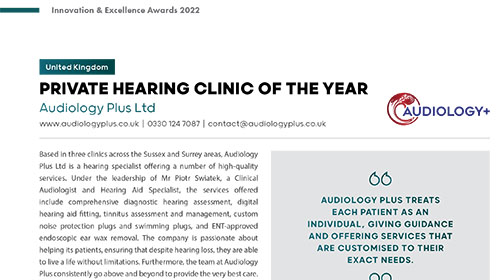 Innovation & Excellence Awards 2022
United Kingdom
PRIVATE HEARING CLINIC OF THE YEAR
Audiology Plus Ltd
www.audiologyplus.co.uk | 0330 124 7087 | contact@audiologyplus.co.uk
AUDIOLOGY+
Based in three clinics across the Sussex and Surrey areas, Audiology
Plus Ltd is a hearing specialist offering a number of high-quality
services. Under the leadership of Mr Piotr Swiatek, a Clinical
Audiologist and Hearing Aid Specialist, the services offered
include comprehensive diagnostic hearing assessment, digital
hearing aid fitting, tinnitus assessment and management, custom
noise protection plugs and swimming plugs, and ENT-approved
endoscopic ear wax removal. The company is passionate about
helping its patients, ensuring that despite hearing loss, they are able
to live a life without limitations. Furthermore, the team at Audiology
Plus consistently go above and beyond to provide the very best care.
AUDIOLOGY PLUS TREATS
EACH PATIENT AS AN
INDIVIDUAL, GIVING GUIDANCE
AND OFFERING SERVICES THAT
ARE CUSTOMISED TO THEIR
EXACT NEEDS.